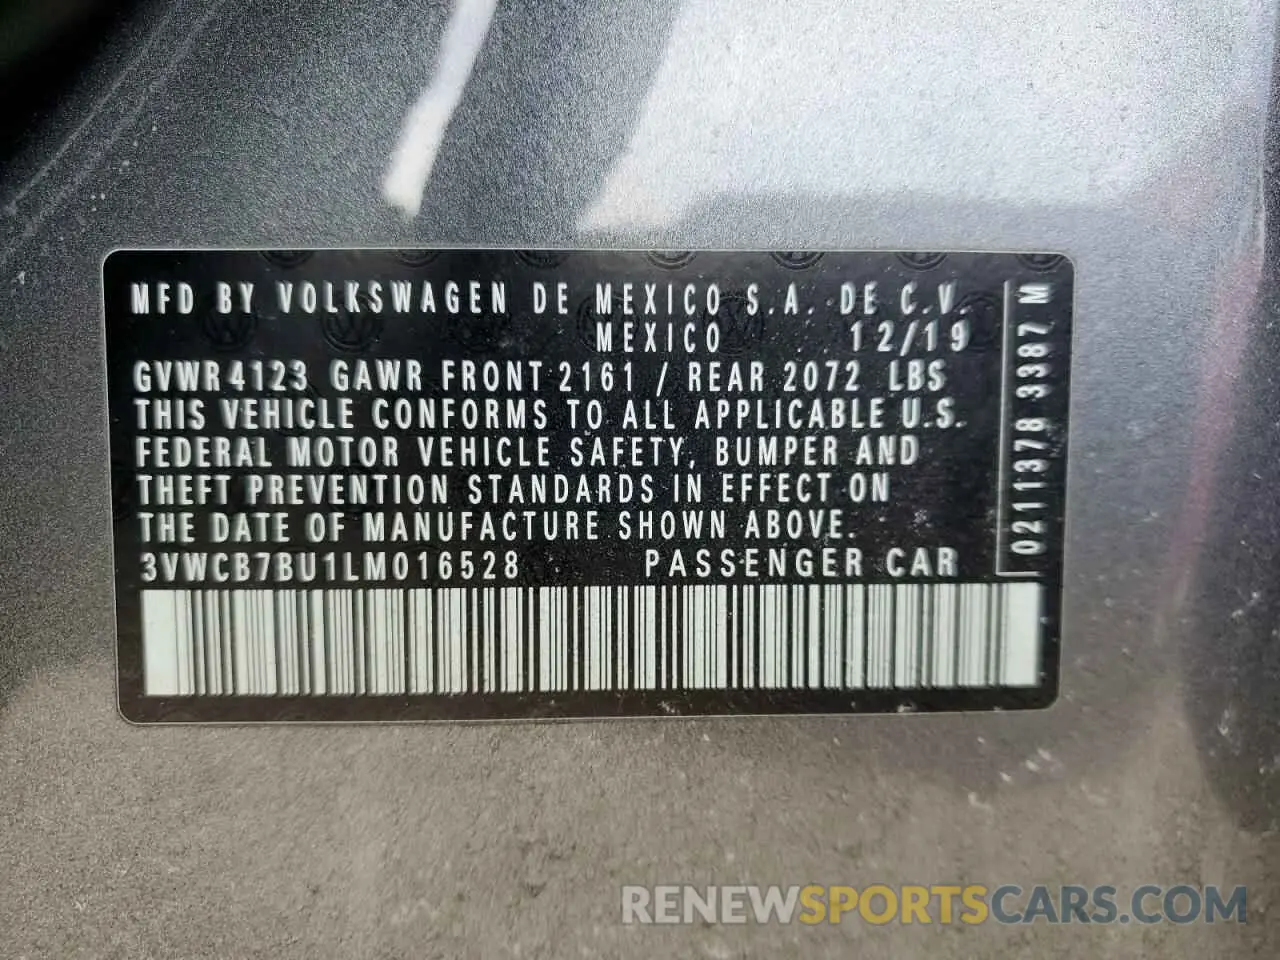 MFD BY VOLKSWAGEN DE MEXICO S.A. DE C.V.
MEXICO 12/19
GVWR 4123 GAWR FRONT 2161 / REAR 2072 LBS
THIS VEHICLE CONFORMS TO ALL APPLICABLE U.S.
FEDERAL MOTOR VEHICLE SAFETY, BUMPER AND
THEFT PREVENTION STANDARDS IN EFFECT ON
THE DATE OF MANUFACTURE SHOWN ABOVE.
3VWCB7BU1LM016528 PASSENGER CAR
0211378 3387 M
RENEWSPORTSCARS.COM